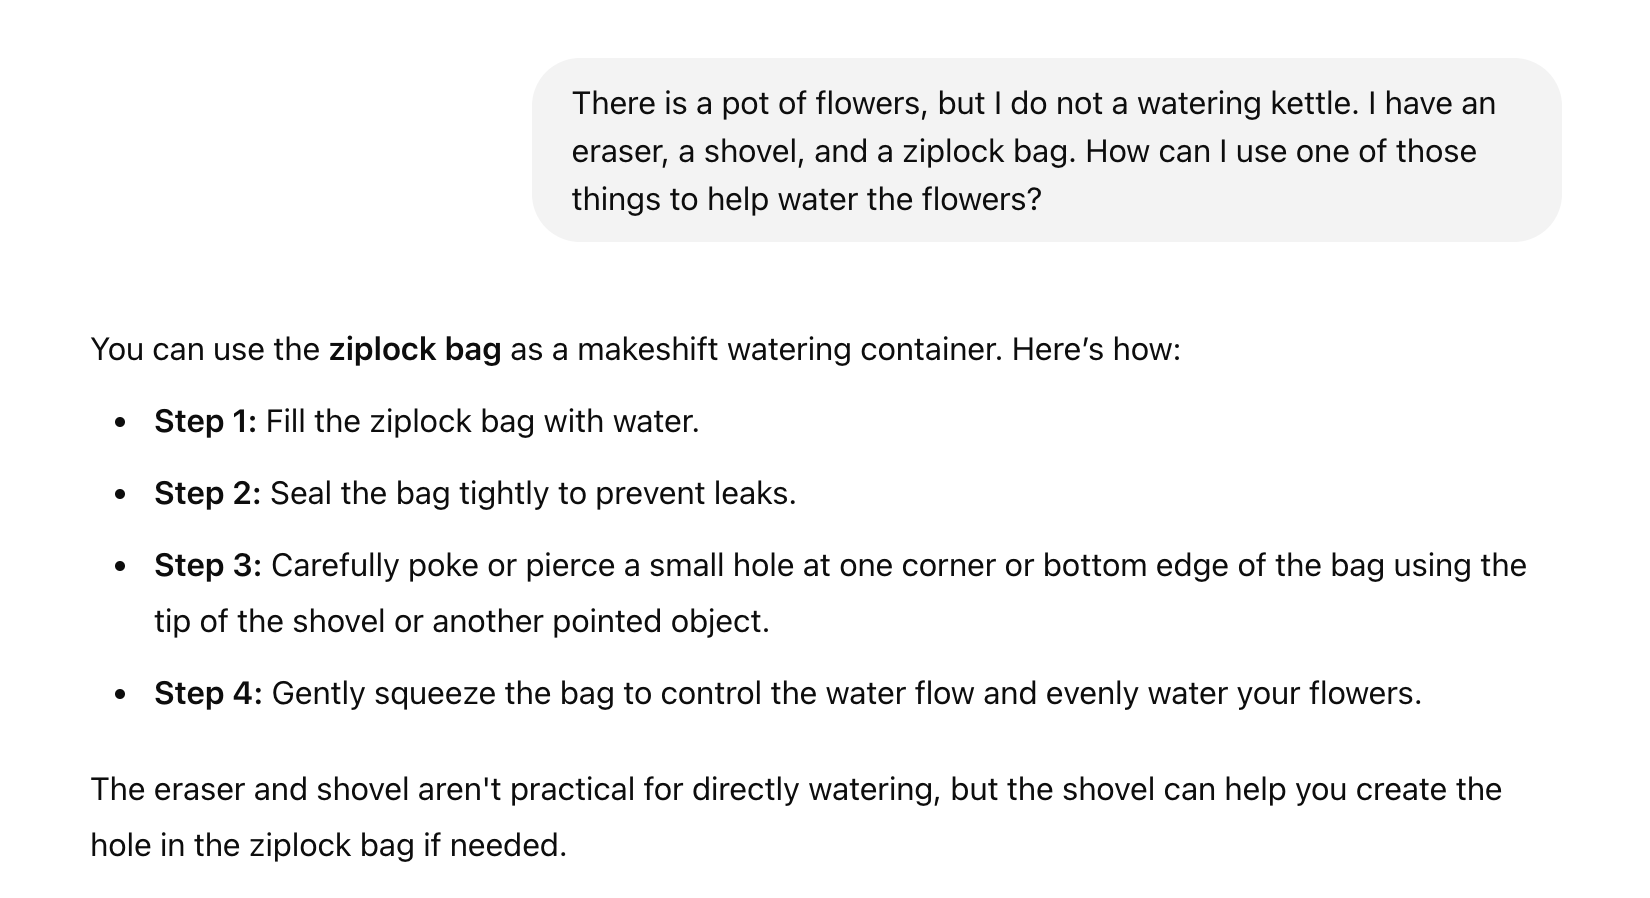 There is a pot of flowers, but I do not a watering kettle. I have an
eraser, a shovel, and a ziplock bag. How can I use one of those
things to help water the flowers?
You can use the ziplock bag as a makeshift watering container. Here’s how:
• Step 1: Fill the ziplock bag with water.
• Step 2: Seal the bag tightly to prevent leaks.
• Step 3: Carefully poke or pierce a small hole at one corner or bottom edge of the bag using the
tip of the shovel or another pointed object.
• Step 4: Gently squeeze the bag to control the water flow and evenly water your flowers.
The eraser and shovel aren't practical for directly watering, but the shovel can help you create the
hole in the ziplock bag if needed.